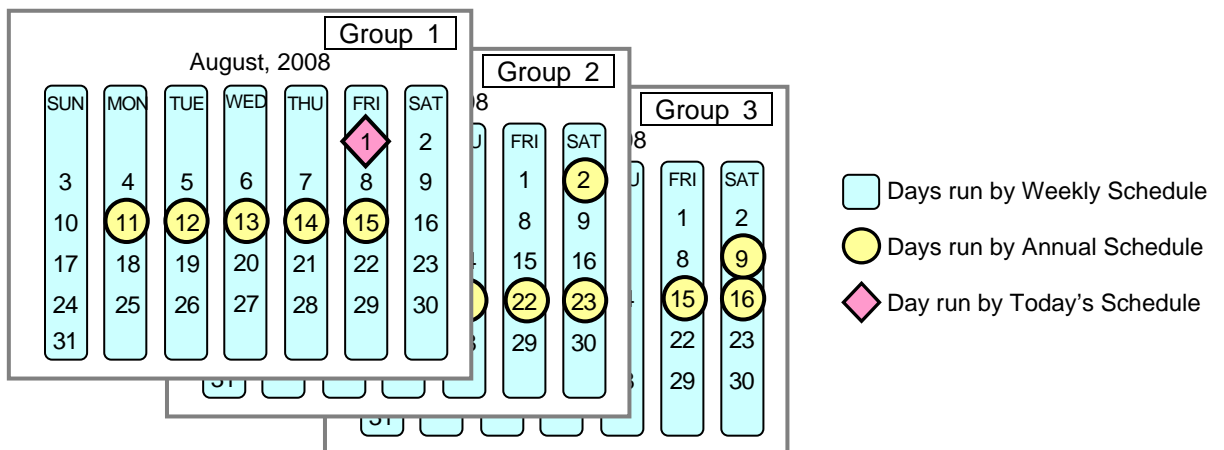 Group 1
August, 2008
SUN MON TUE WED THU FRI SAT
1 2
3 4 5 6 7 8 9
10 11 12 13 14 15 16
17 18 19 20 21 22 23
24 25 26 27 28 29 30
31
Group 2
FRI SAT
1 2
8 9
15 16
22 23
29 30
31
Group 3
FRI SAT
1 2
8 9
15 16
22 23
29 30
31
Days run by Weekly Schedule
Days run by Annual Schedule
Day run by Today's Schedule